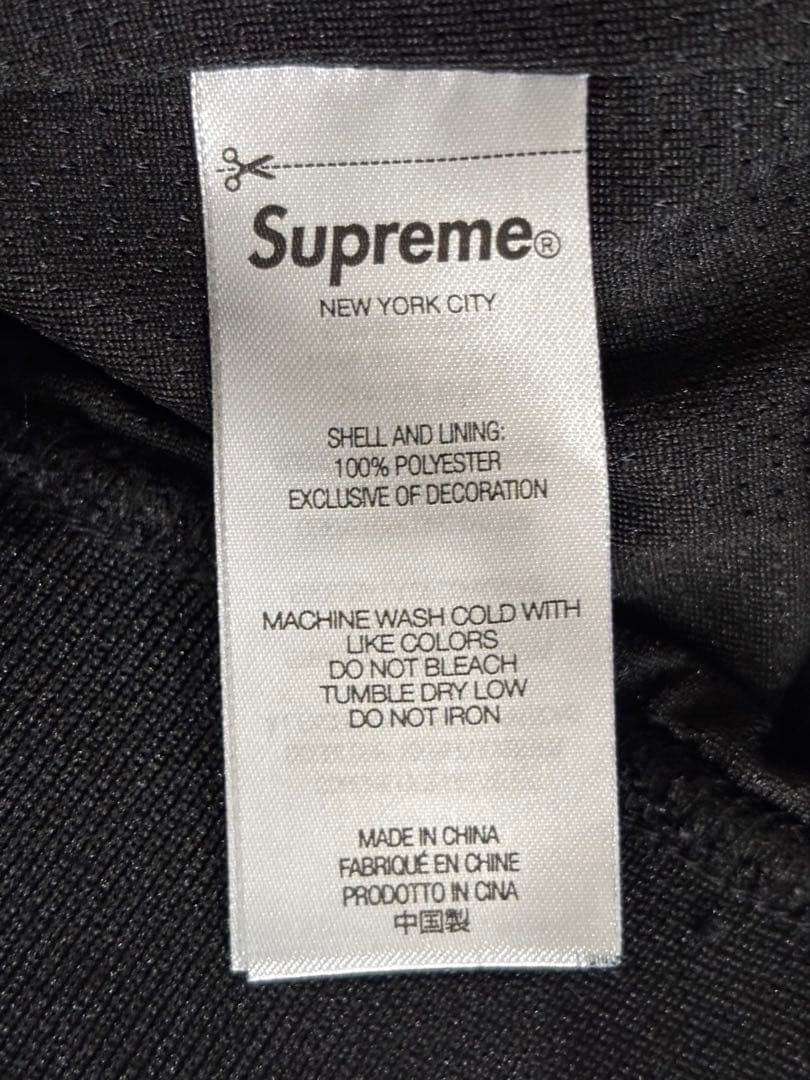 Supreme®
NEW YORK CITY
SHELL AND LINING:
100% POLYESTER
EXCLUSIVE OF DECORATION
MACHINE WASH COLD WITH
LIKE COLORS
DO NOT BLEACH
TUMBLE DRY LOW
DO NOT IRON
MADE IN CHINA
FABRIQUÉ EN CHINE
PRODOTTO IN CINA
中国製